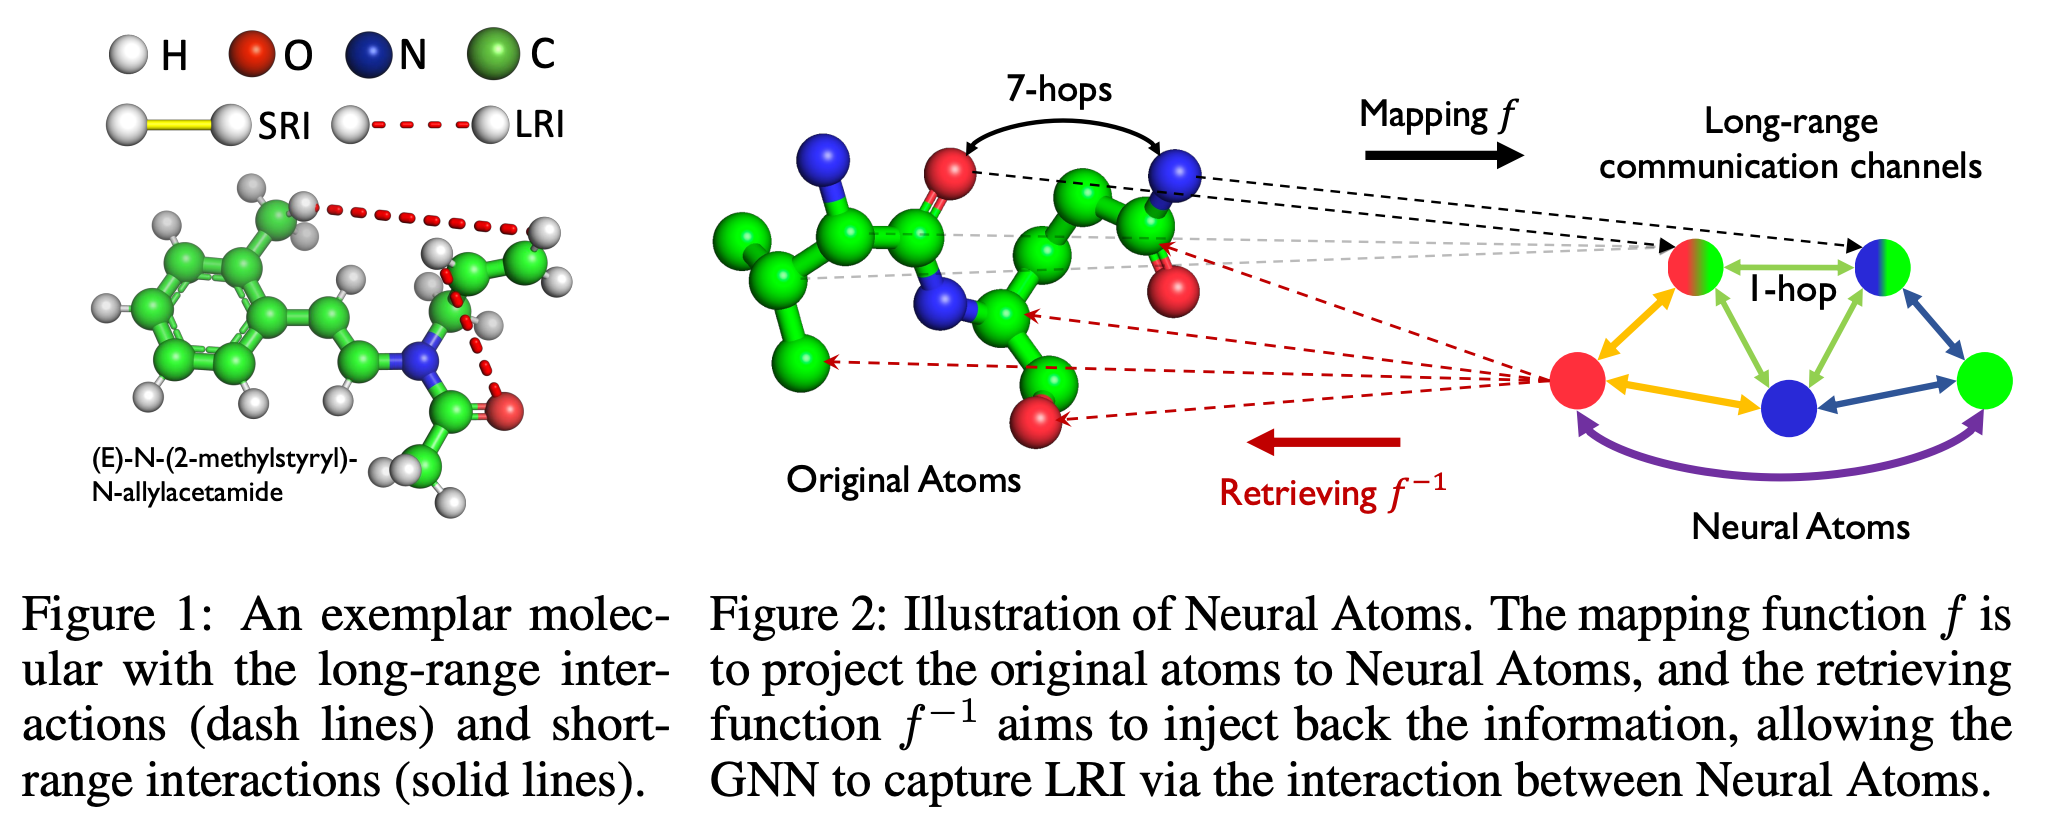 H O N C
SRI LRI
(E)-N-(2-methylstyryl)-
N-allylacetamide
Figure 1: An exemplar molec-
ular with the long-range inter-
actions (dash lines) and short-
range interactions (solid lines).
7-hops
Mapping f
Long-range
communication channels
1-hop
Original Atoms
Retrieving f⁻¹
Neural Atoms
Figure 2: Illustration of Neural Atoms. The mapping function f is
to project the original atoms to Neural Atoms, and the retrieving
function f⁻¹ aims to inject back the information, allowing the
GNN to capture LRI via the interaction between Neural Atoms.